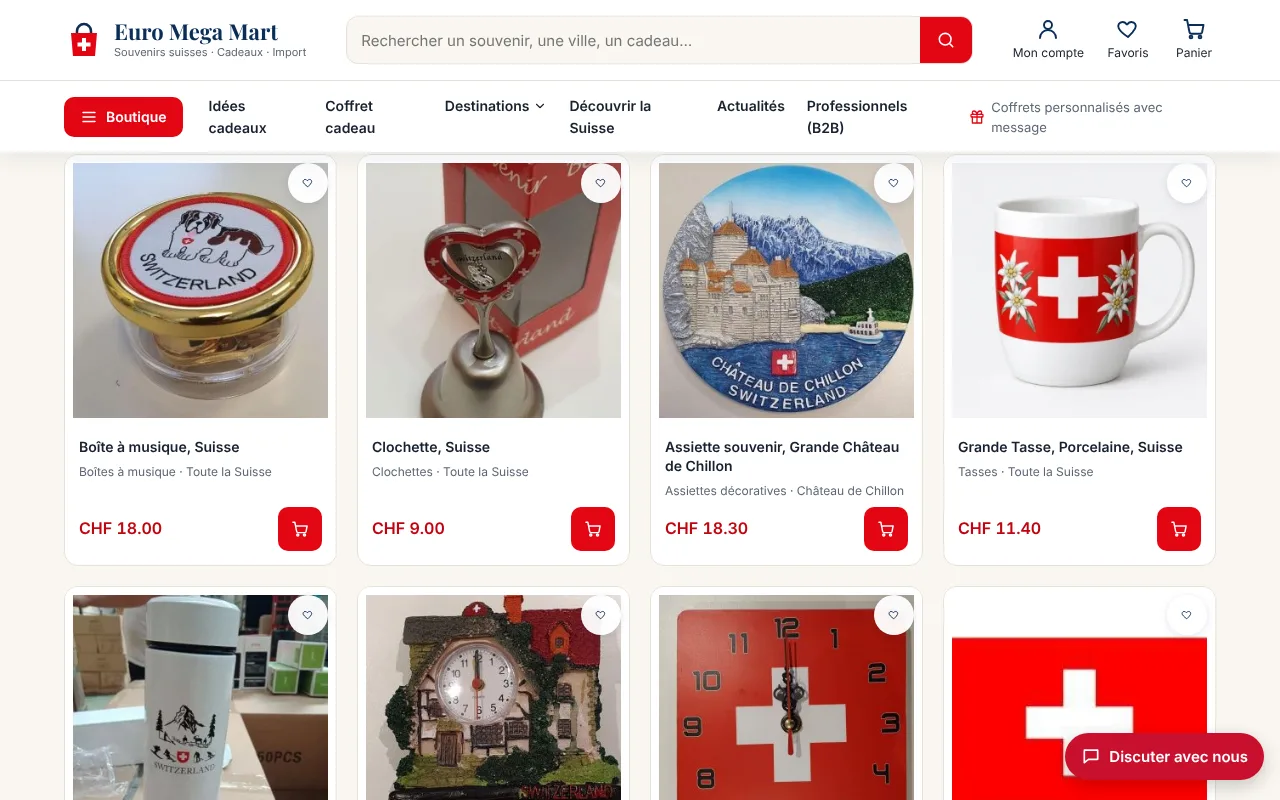 Euro Mega Mart
Souvenirs suisses · Cadeaux · Import
Rechercher un souvenir, une ville, un cadeau...
Mon compte
Favoris
Panier
Boutique
Idées cadeaux
Coffret cadeau
Destinations
Découvrir la Suisse
Actualités
Professionnels (B2B)
Coffrets personnalisés avec message
SWITZERLAND
Switzerland
CHÂTEAU DE CHILLON
SWITZERLAND
Boîte à musique, Suisse
Boîtes à musique · Toute la Suisse
CHF 18.00
Clochette, Suisse
Clochettes · Toute la Suisse
CHF 9.00
Assiette souvenir, Grande Château de Chillon
Assiettes décoratives · Château de Chillon
CHF 18.30
Grande Tasse, Porcelaine, Suisse
Tasses · Toute la Suisse
CHF 11.40
50PCS
SWITZERLAND
SWITZERLAND
11 12 1
10 2
9 3
8 4
Discuter avec nous